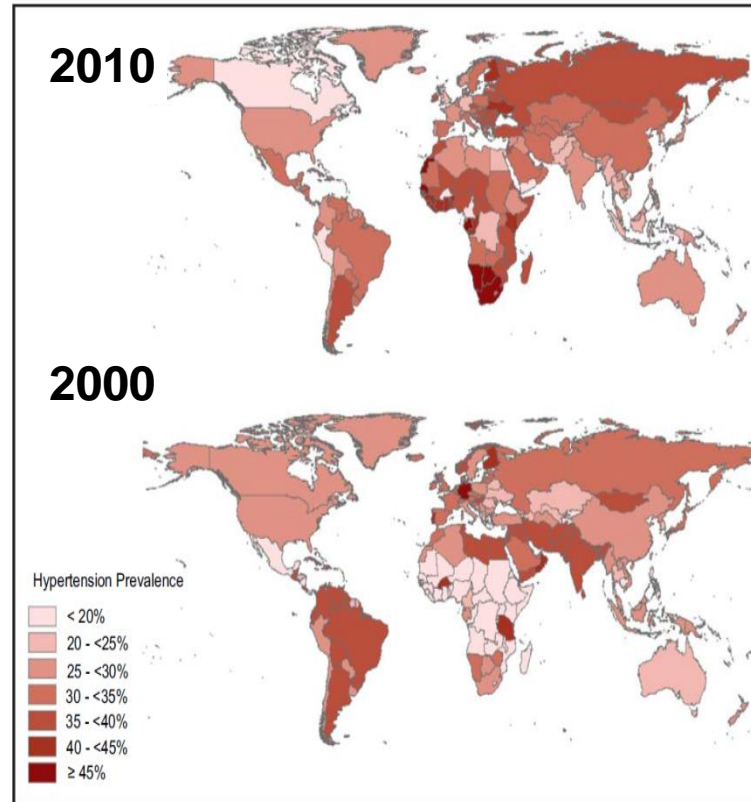 2010
2000
Hypertension Prevalence
< 20%
20 - <25%
25 - <30%
30 - <35%
35 - <40%
40 - <45%
≥ 45%